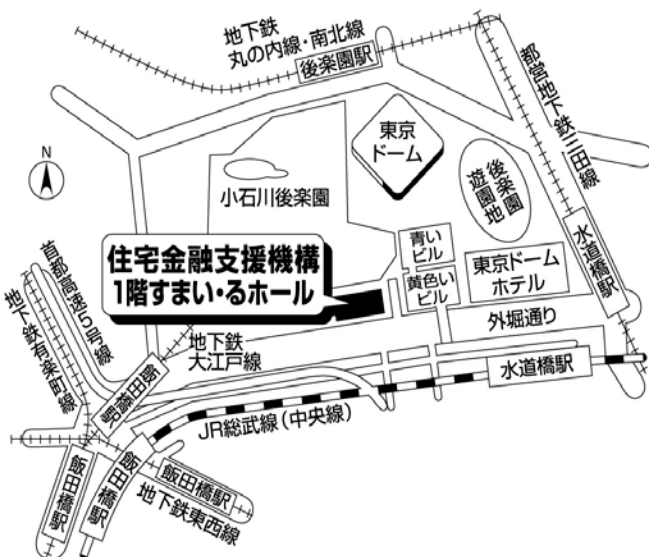 地下鉄
丸の内線・南北線
後楽園駅
都営地下鉄三田線
東京
ドーム
N
小石川後楽園
後楽園
遊園地
水道橋駅
青い
ビル
黄色い
ビル
東京ドーム
ホテル
住宅金融支援機構
1階すまい・るホール
首都高速5号線
地下鉄有楽町線
地下鉄
大江戸線
外堀通り
飯田橋駅
水道橋駅
JR総武線(中央線)
飯田橋駅
飯田橋駅
飯田橋駅
地下鉄東西線